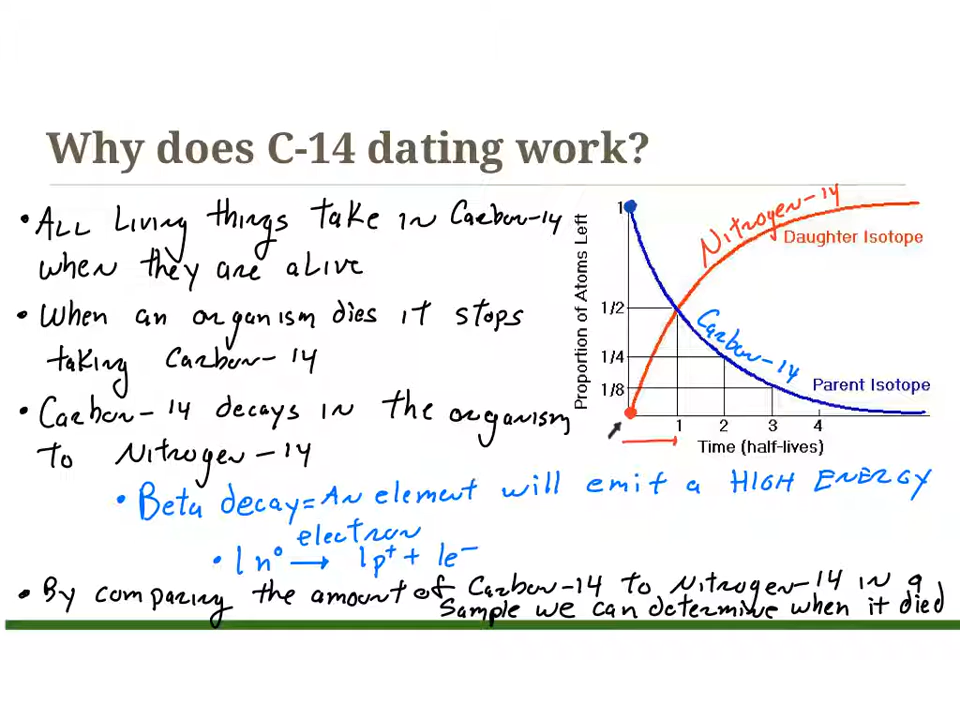 Why does C-14 dating work?
• ALL Living things take in Carbon-14
when they are alive
• When an organism dies it stops
taking Carbon-14
• Carbon-14 decays in the organism
to Nitrogen-14
• Beta decay = An element will emit a HIGH ENERGY
electron
• 1n⁰ → 1p⁺ + 1e⁻
• By comparing the amount of Carbon-14 to Nitrogen-14 in a
Sample we can determine when it died
Proportion of Atoms Left
1
1/2
1/4
1/8
Nitrogen-14
Daughter Isotope
Carbon-14
Parent Isotope
1 2 3 4
Time (half-lives)